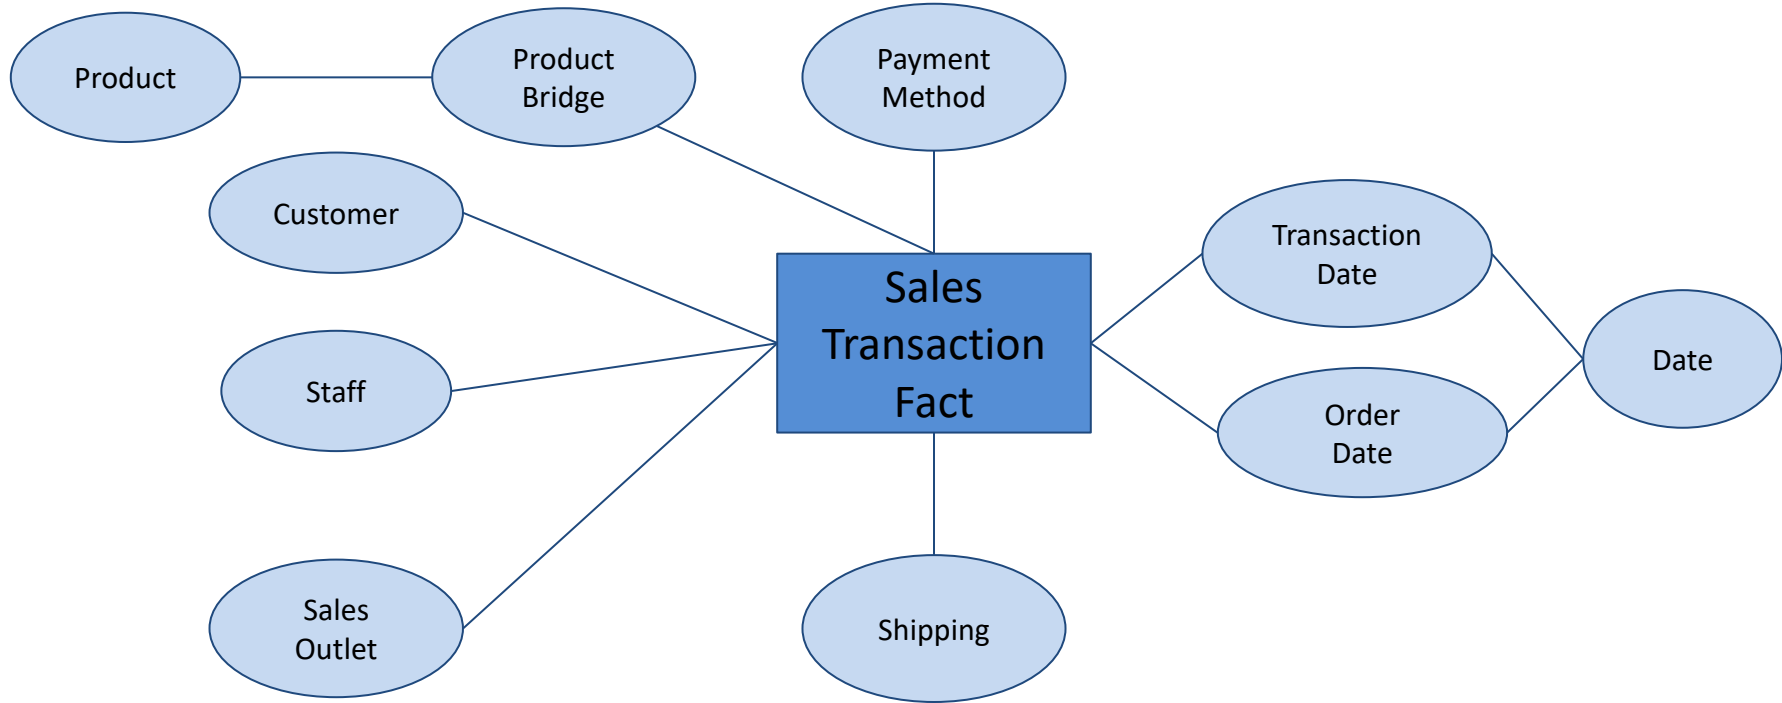 Product
Product
Bridge
Payment
Method
Customer
Transaction
Date
Sales
Transaction
Fact
Date
Staff
Order
Date
Sales
Outlet
Shipping